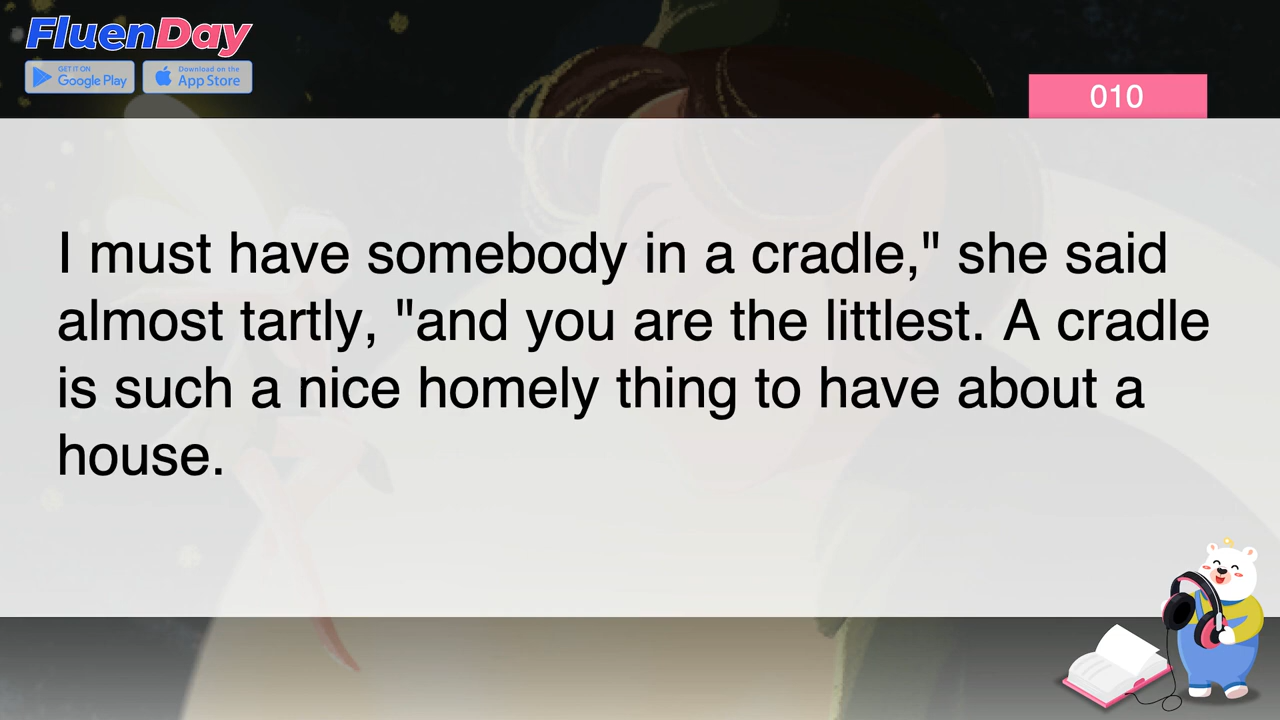 FluenDay
GET IT ON
Google Play
Download on the
App Store
010
I must have somebody in a cradle," she said
almost tartly, "and you are the littlest. A cradle
is such a nice homely thing to have about a
house.